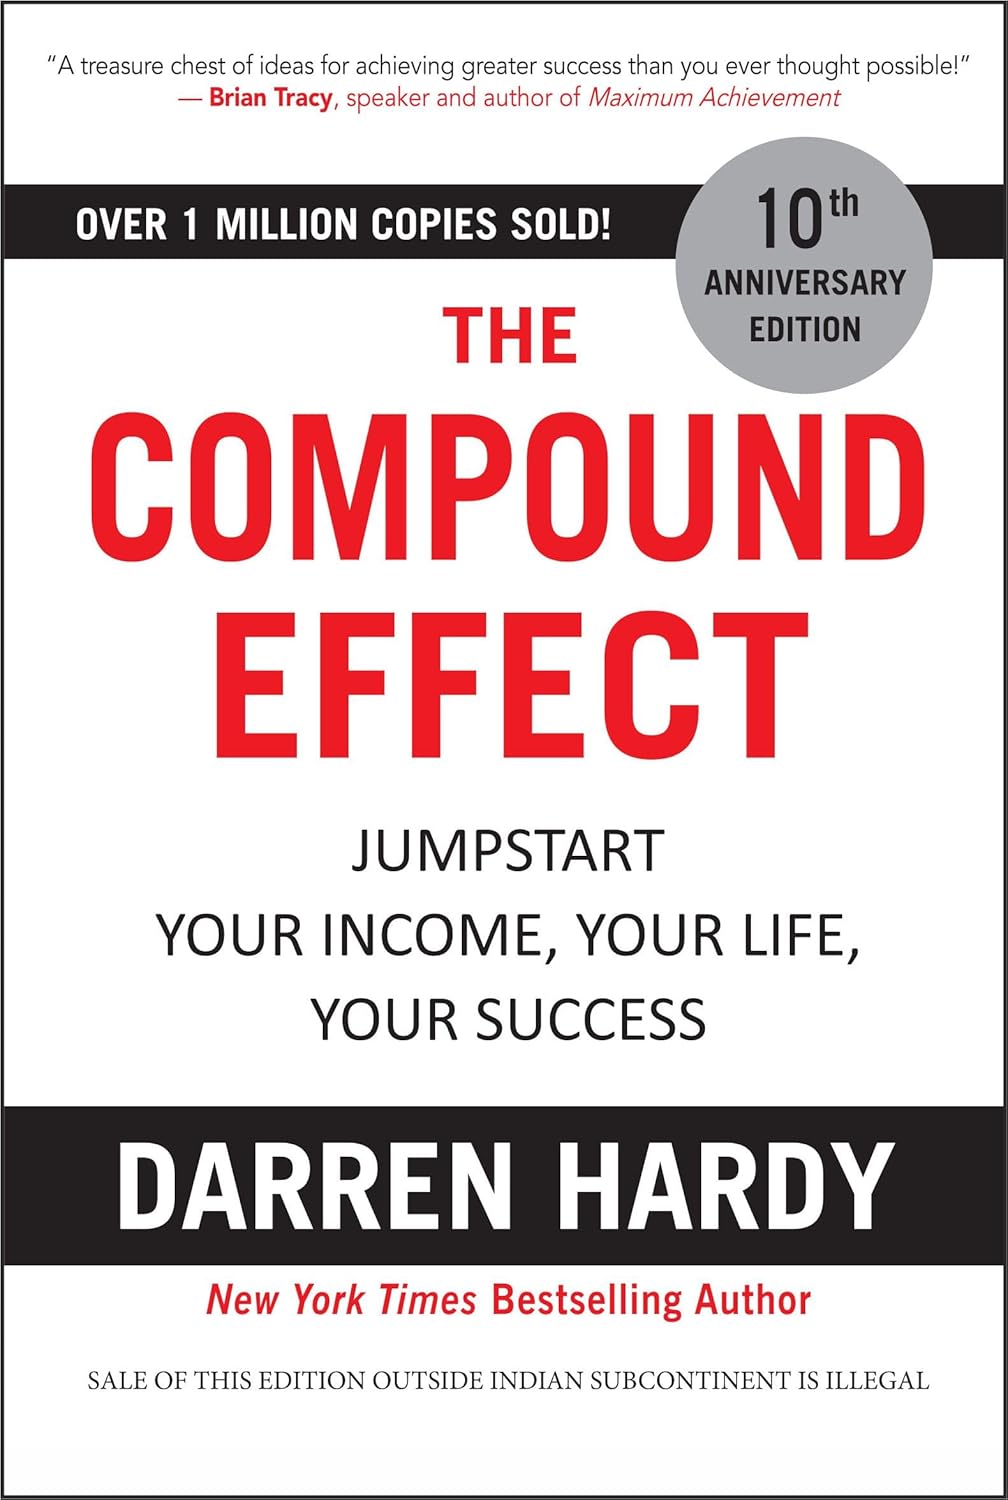 “A treasure chest of ideas for achieving greater success than you ever thought possible!”
— Brian Tracy, speaker and author of Maximum Achievement
OVER 1 MILLION COPIES SOLD!
10th
ANNIVERSARY
EDITION
THE
COMPOUND
EFFECT
JUMPSTART
YOUR INCOME, YOUR LIFE,
YOUR SUCCESS
DARREN HARDY
New York Times Bestselling Author
SALE OF THIS EDITION OUTSIDE INDIAN SUBCONTINENT IS ILLEGAL